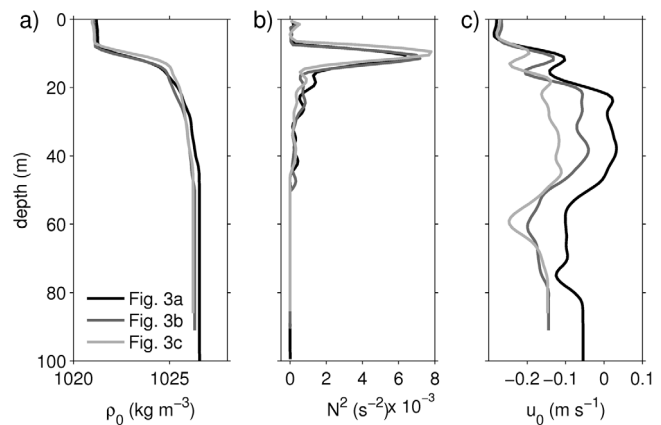 a)
b)
c)
0
20
40
60
80
100
depth (m)
Fig. 3a
Fig. 3b
Fig. 3c
1020
1025
ρ₀ (kg m⁻³)
0
2
4
6
8
N² (s⁻²) × 10⁻³
−0.2
−0.1
0
0.1
u₀ (m s⁻¹)